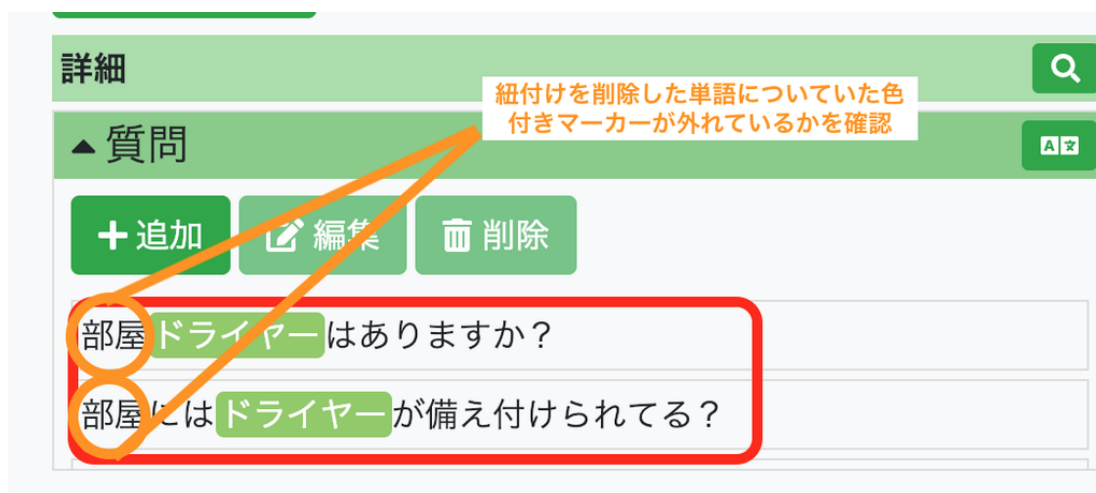 詳細
紐付けを削除した単語についていた色
付きマーカーが外れているかを確認
質問
A文
追加
編集
削除
部屋ドライヤーはありますか？
部屋にはドライヤーが備え付けられてる？